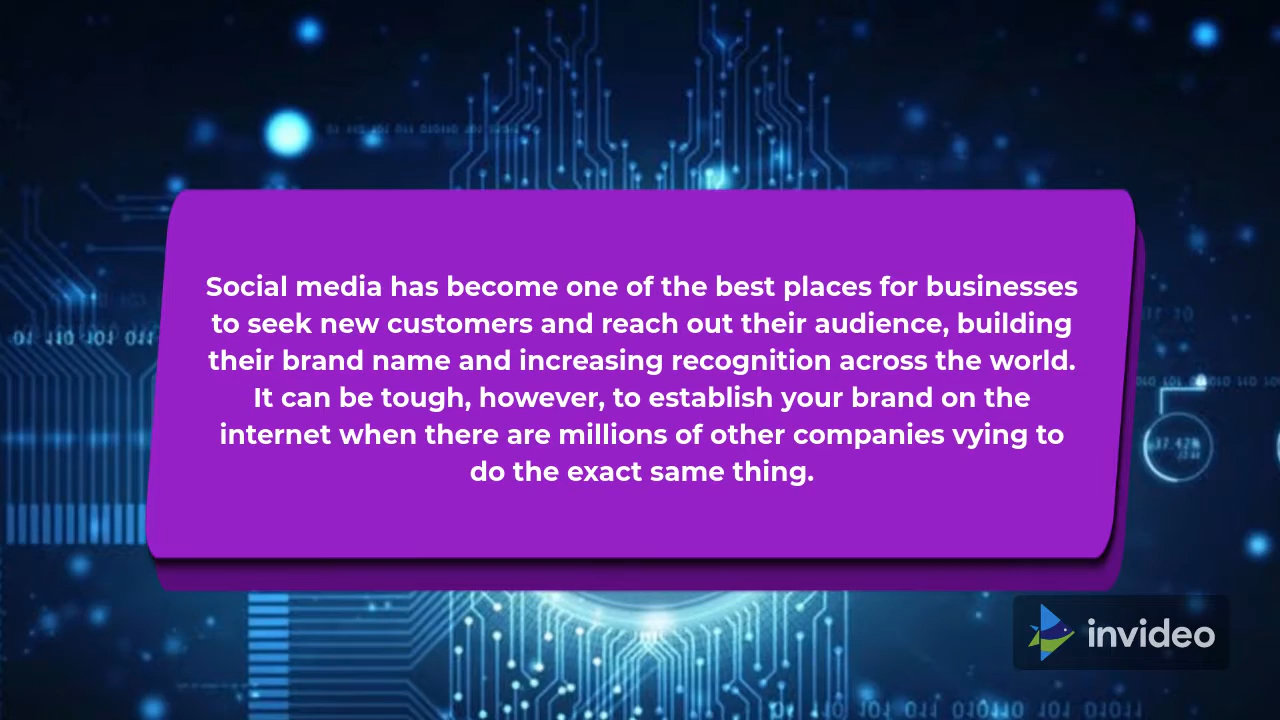 Social media has become one of the best places for businesses
to seek new customers and reach out their audience, building
their brand name and increasing recognition across the world.
It can be tough, however, to establish your brand on the
internet when there are millions of other companies vying to
do the exact same thing.
invideo